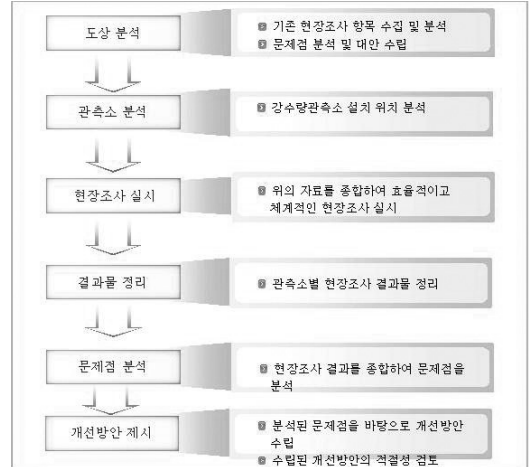 도상 분석
기존 현장조사 항목 수집 및 분석
문제점 분석 및 대안 수립
관측소 분석
강수량관측소 설치 위치 분석
현장조사 실시
위의 자료를 종합하여 효율적이고
체계적인 현장조사 실시
결과물 정리
관측소별 현장조사 결과물 정리
문제점 분석
현장조사 결과를 종합하여 문제점을
분석
개선방안 제시
분석된 문제점을 바탕으로 개선방안
수립
수립된 개선방안의 적절성 검토